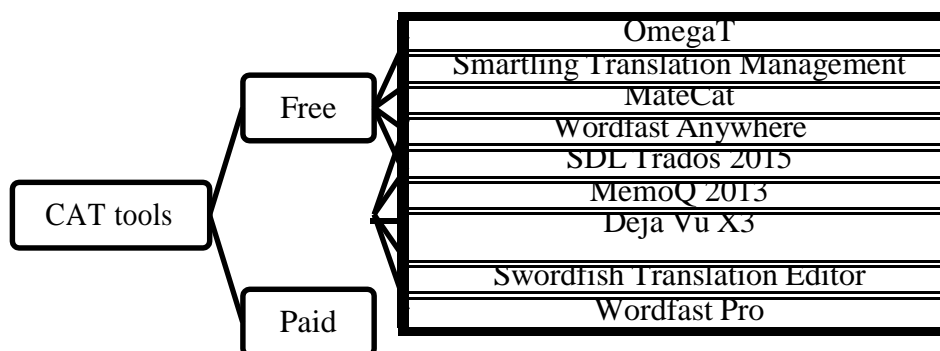 CAT tools
Free
Paid
OmegaT
Smartling Translation Management
MateCat
Wordfast Anywhere
SDL Trados 2015
MemoQ 2013
Deja Vu X3
Swordfish Translation Editor
Wordfast Pro